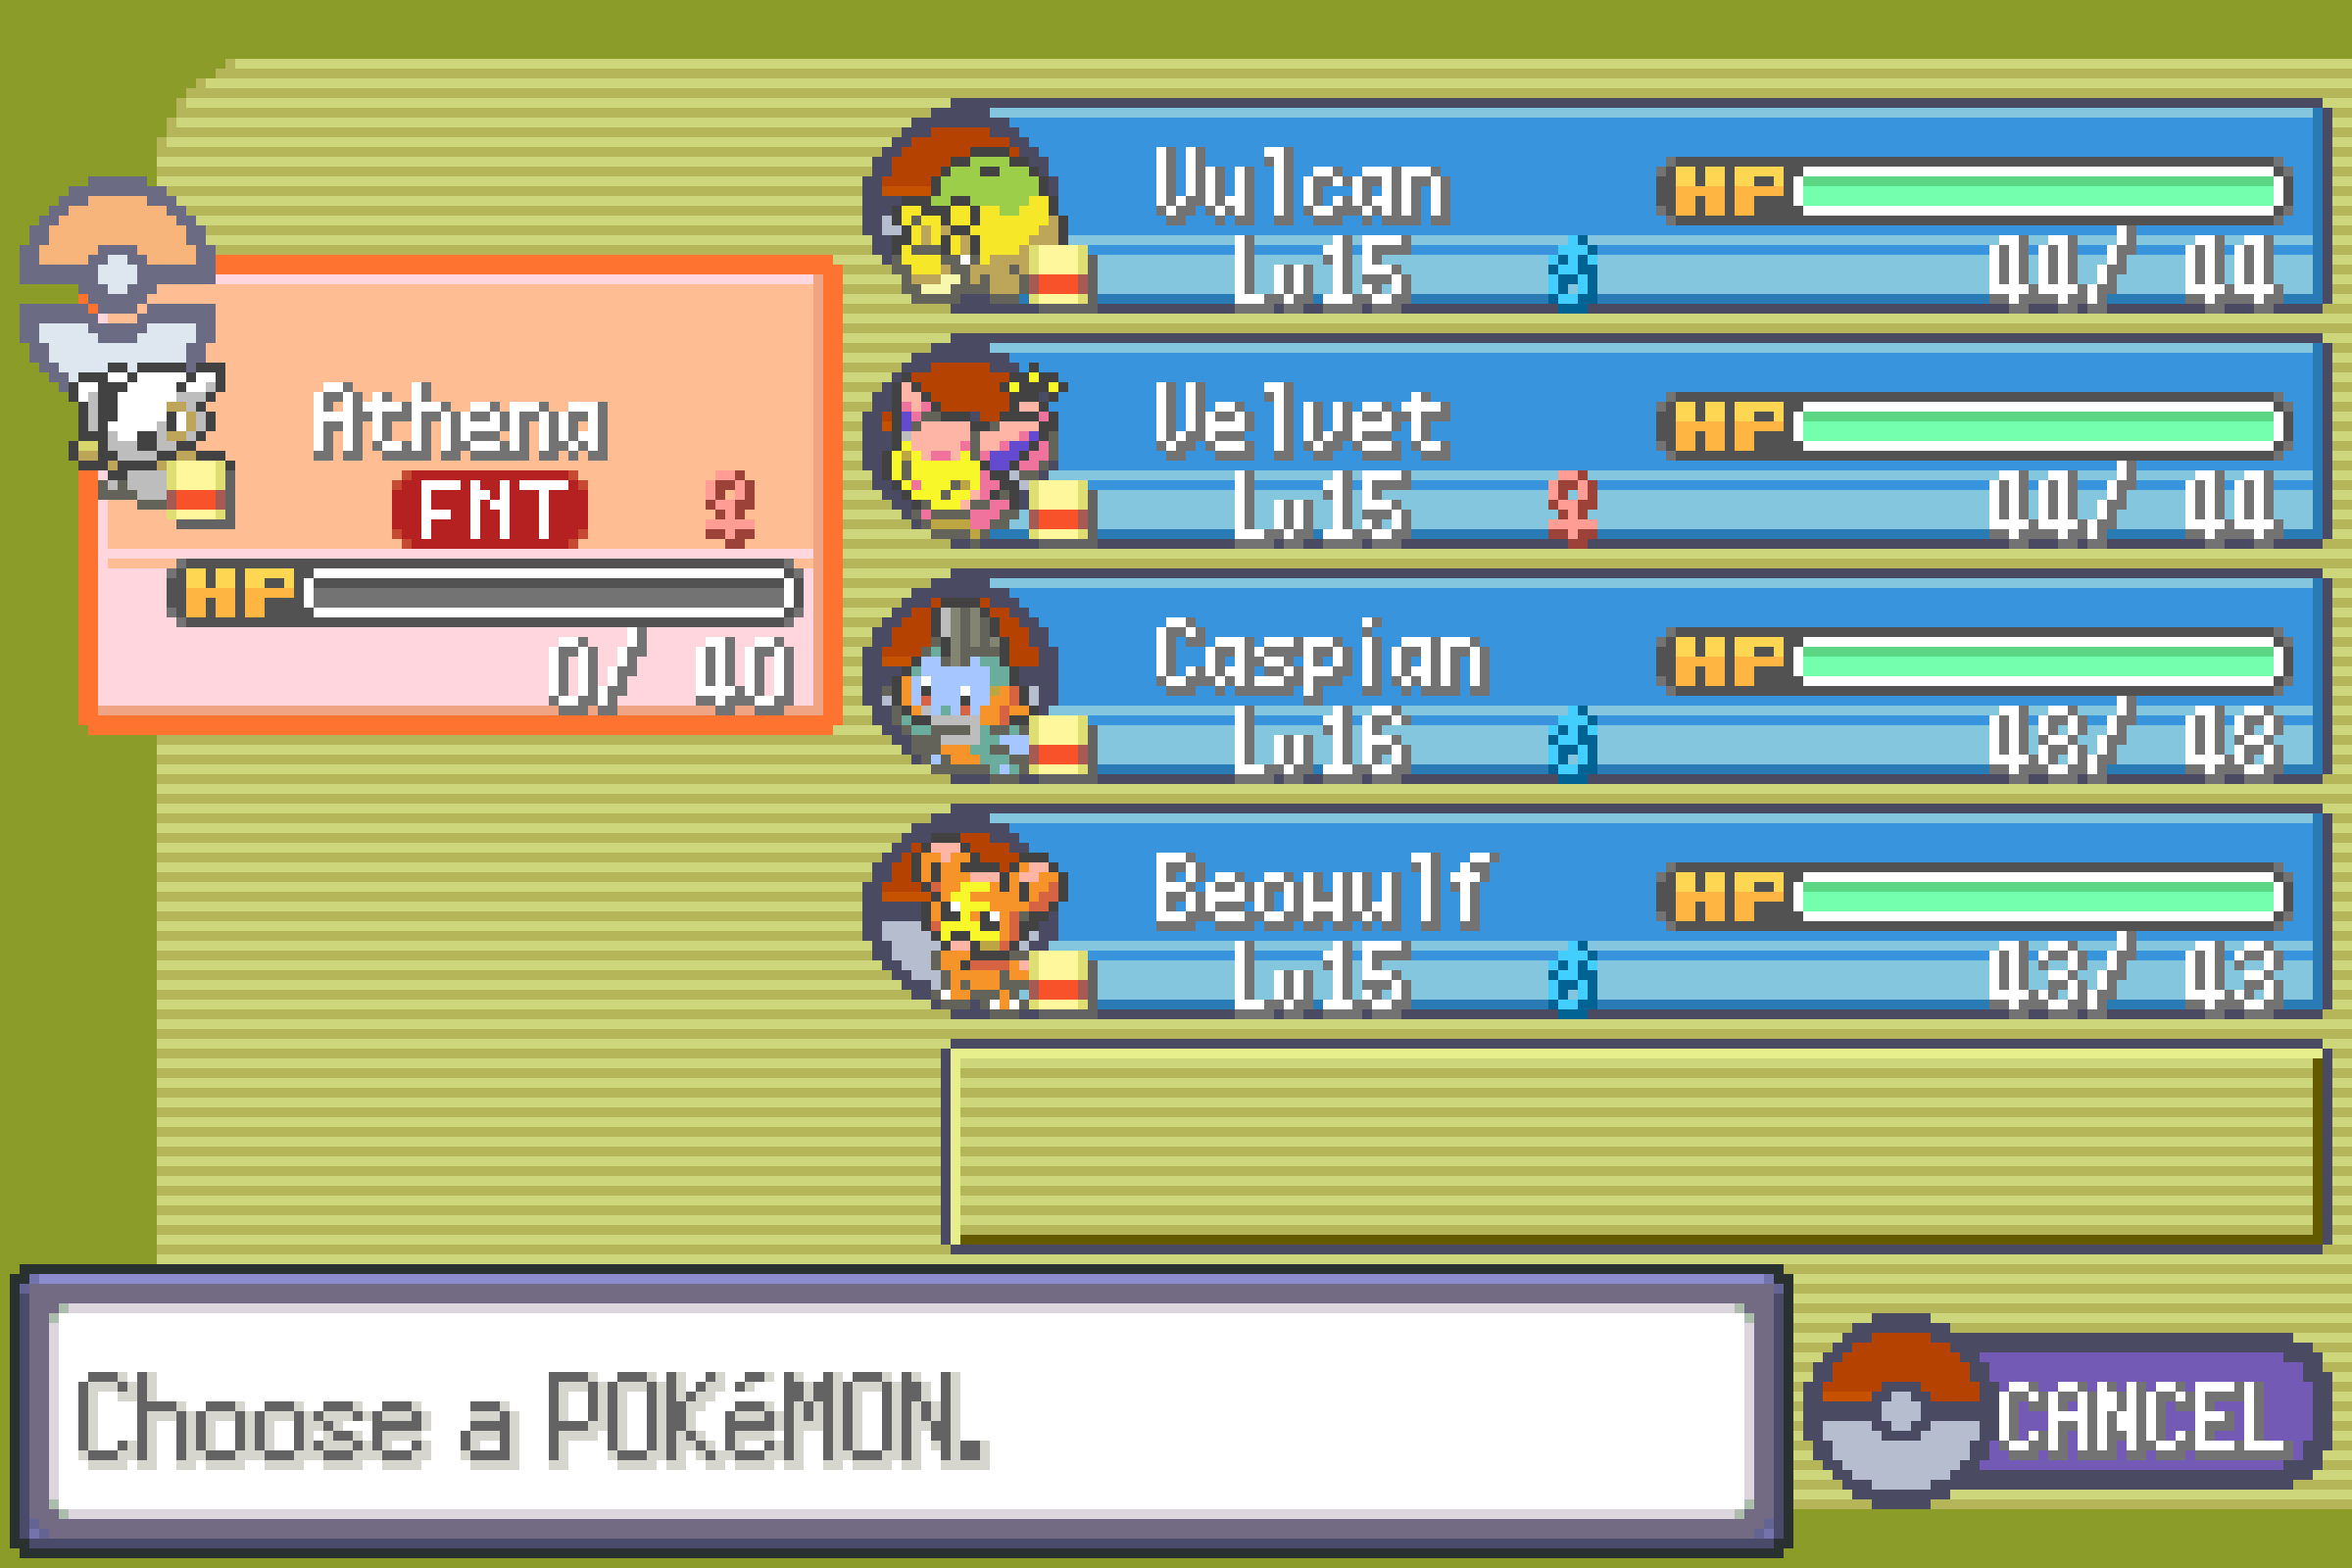 Athena
FNT ♀
HP
0/ 40
Vulcan HP
Lv15 ♂ 44/ 44
Velvet HP
Lv15 ♀ 44/ 44
Caspian HP
Lv16 ♂ 48/ 48
Beowulf HP
Lv15 ♂ 43/ 43
Choose a POKéMON.
CANCEL